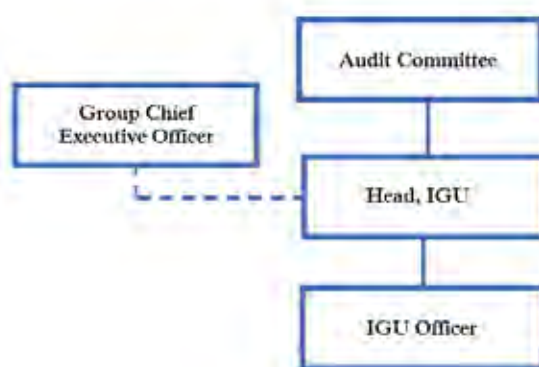 Audit Committee
Group Chief
Executive Officer
Head, IGU
IGU Officer